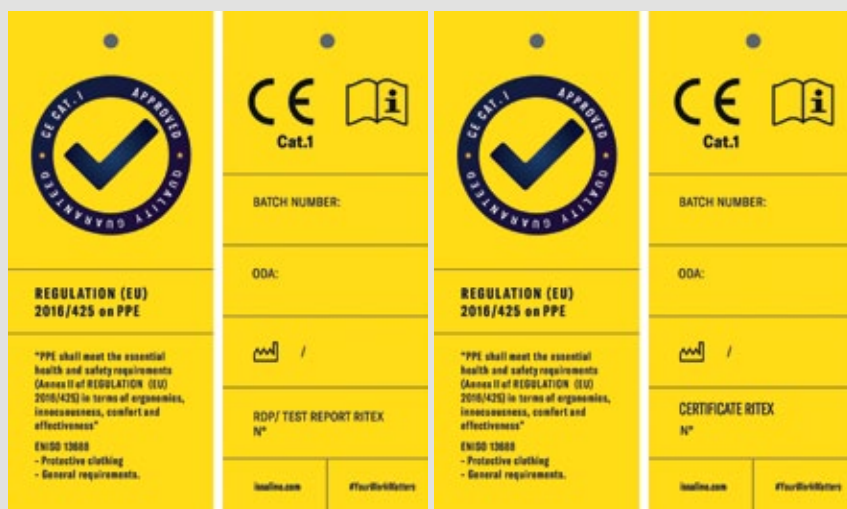 CE CAT. I APPROVED
QUALITY GUARANTEED
REGULATION (EU)
2016/425 on PPE
"PPE shall meet the essential
health and safety requirements
(Annex II of REGULATION (EU)
2016/425) in terms of ergonomics,
innocuousness, comfort and
effectiveness"
EN ISO 13688
- Protective clothing
- General requirements.
CE
Cat.1
BATCH NUMBER:
ODA:
/
RDP/ TEST REPORT RITEX
N°
issaline.com
#YourWorkMatters
CE CAT. I APPROVED
QUALITY GUARANTEED
REGULATION (EU)
2016/425 on PPE
"PPE shall meet the essential
health and safety requirements
(Annex II of REGULATION (EU)
2016/425) in terms of ergonomics,
innocuousness, comfort and
effectiveness"
EN ISO 13688
- Protective clothing
- General requirements.
CE
Cat.1
BATCH NUMBER:
ODA:
/
CERTIFICATE RITEX
N°
issaline.com
#YourWorkMatters